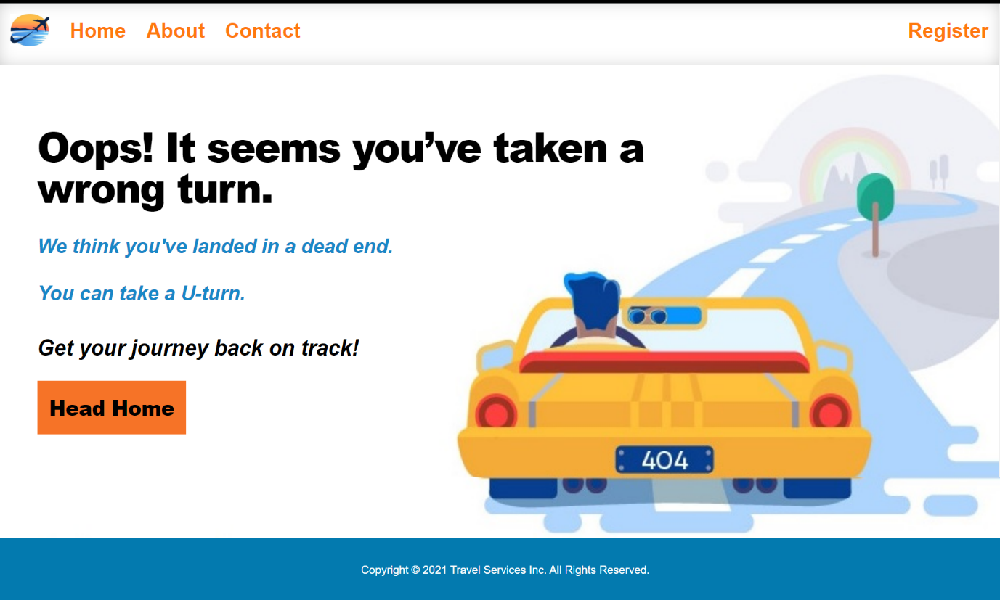 Home About Contact Register
Oops! It seems you’ve taken a
wrong turn.
We think you've landed in a dead end.
You can take a U-turn.
Get your journey back on track!
Head Home
404
Copyright © 2021 Travel Services Inc. All Rights Reserved.